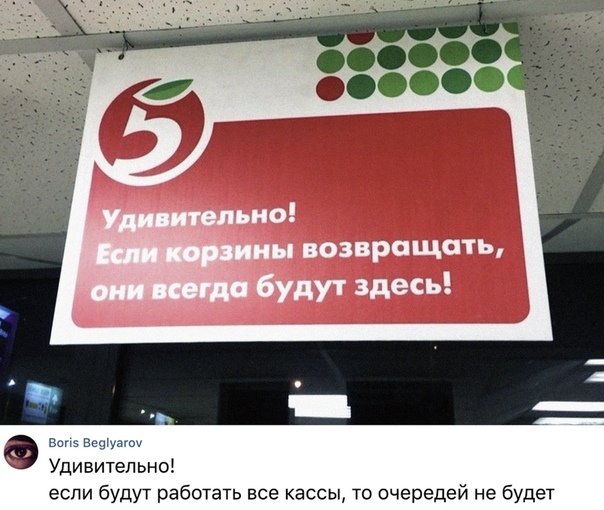 5
Удивительно!
Если корзины возвращать,
они всегда будут здесь!
Boris Beglyarov
Удивительно!
если будут работать все кассы, то очередей не будет